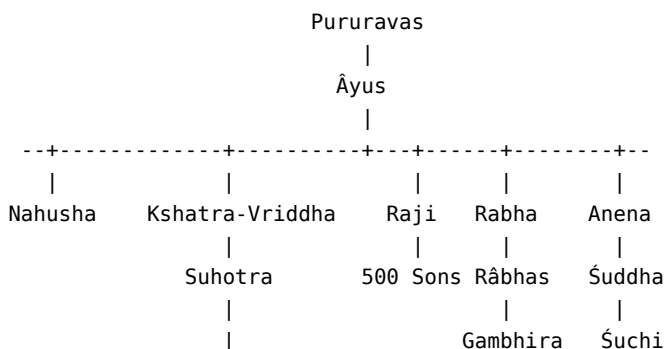 Pururavas
|
Âyus
|
--+-------------+----------+---+------+--------+--
| | | | |
Nahusha Kshatra-Vriddha Raji Rabha Anena
| | | |
Suhotra 500 Sons Râbhas Śuddha
| | |
| Gambhira Śuchi